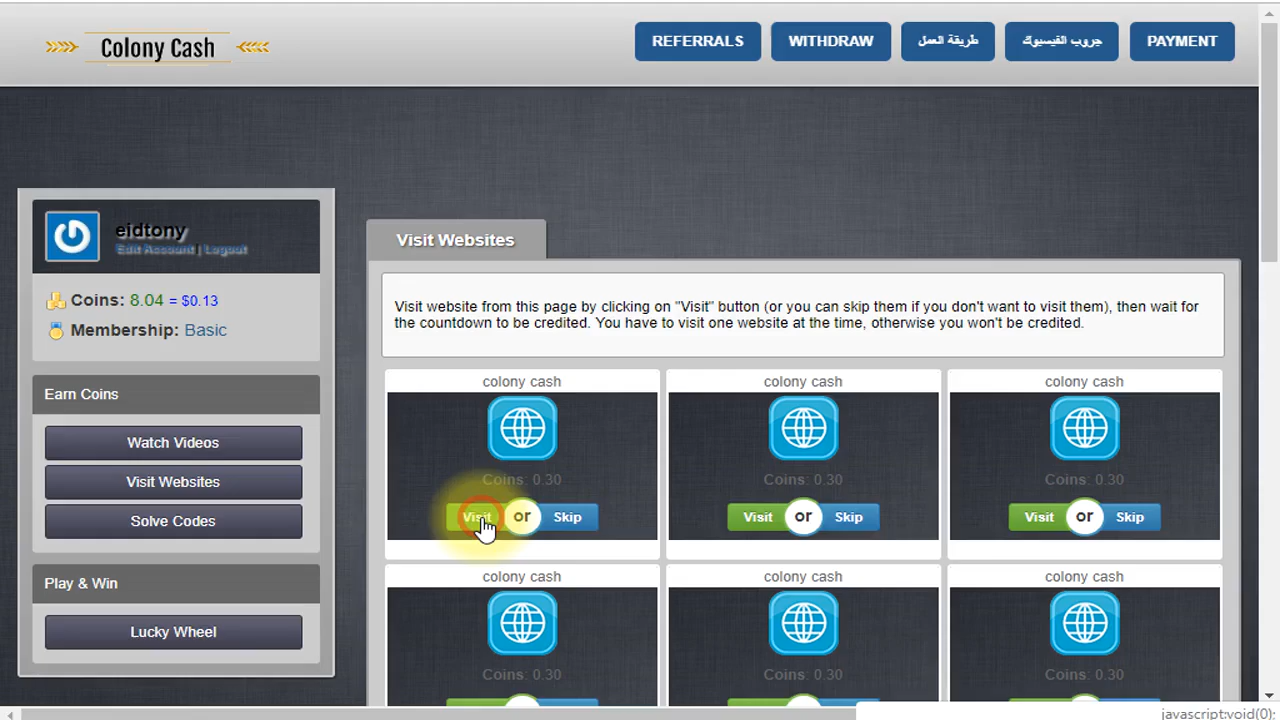 Colony Cash
REFERRALS
WITHDRAW
طريقة العمل
جروب الفيسبوك
PAYMENT
eidtony
Edit Account | Logout
Coins: 8.04 = $0.13
Membership: Basic
Earn Coins
Watch Videos
Visit Websites
Solve Codes
Play & Win
Lucky Wheel
Visit Websites
Visit website from this page by clicking on "Visit" button (or you can skip them if you don't want to visit them), then wait for
the countdown to be credited. You have to visit one website at the time, otherwise you won't be credited.
colony cash
Coins: 0.30
Visit or Skip
colony cash
Coins: 0.30
Visit or Skip
colony cash
Coins: 0.30
Visit or Skip
colony cash
Coins: 0.30
colony cash
Coins: 0.30
colony cash
Coins: 0.30
javascript:void(0);